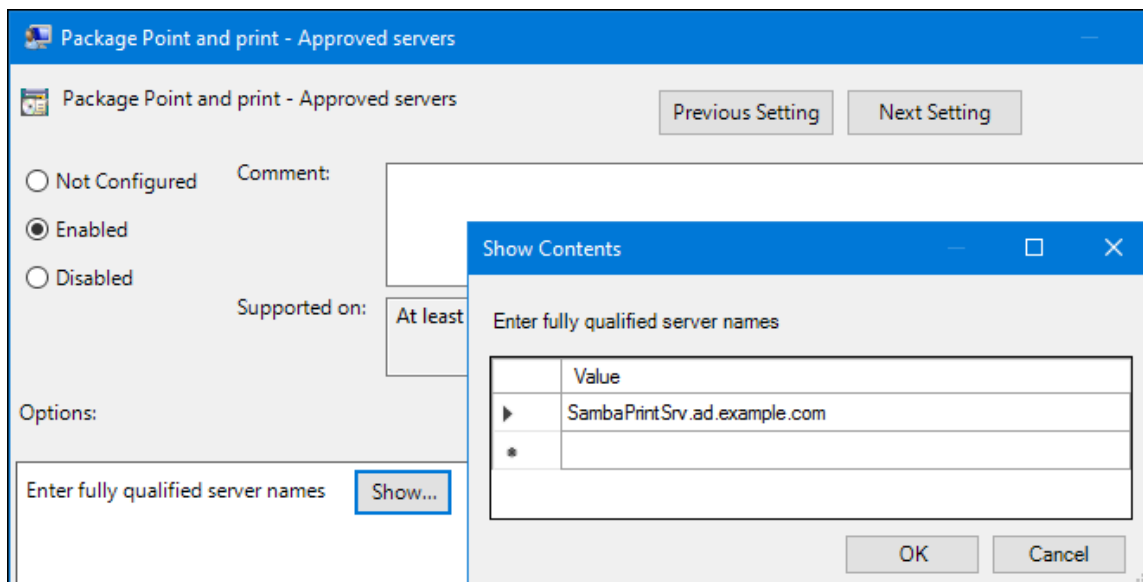 Package Point and print - Approved servers
Package Point and print - Approved servers
Previous Setting
Next Setting
Not Configured
Comment:
Enabled
Disabled
Supported on:
At least
Show Contents
Enter fully qualified server names
Value
SambaPrintSrv.ad.example.com
OK
Cancel
Options:
Enter fully qualified server names
Show...